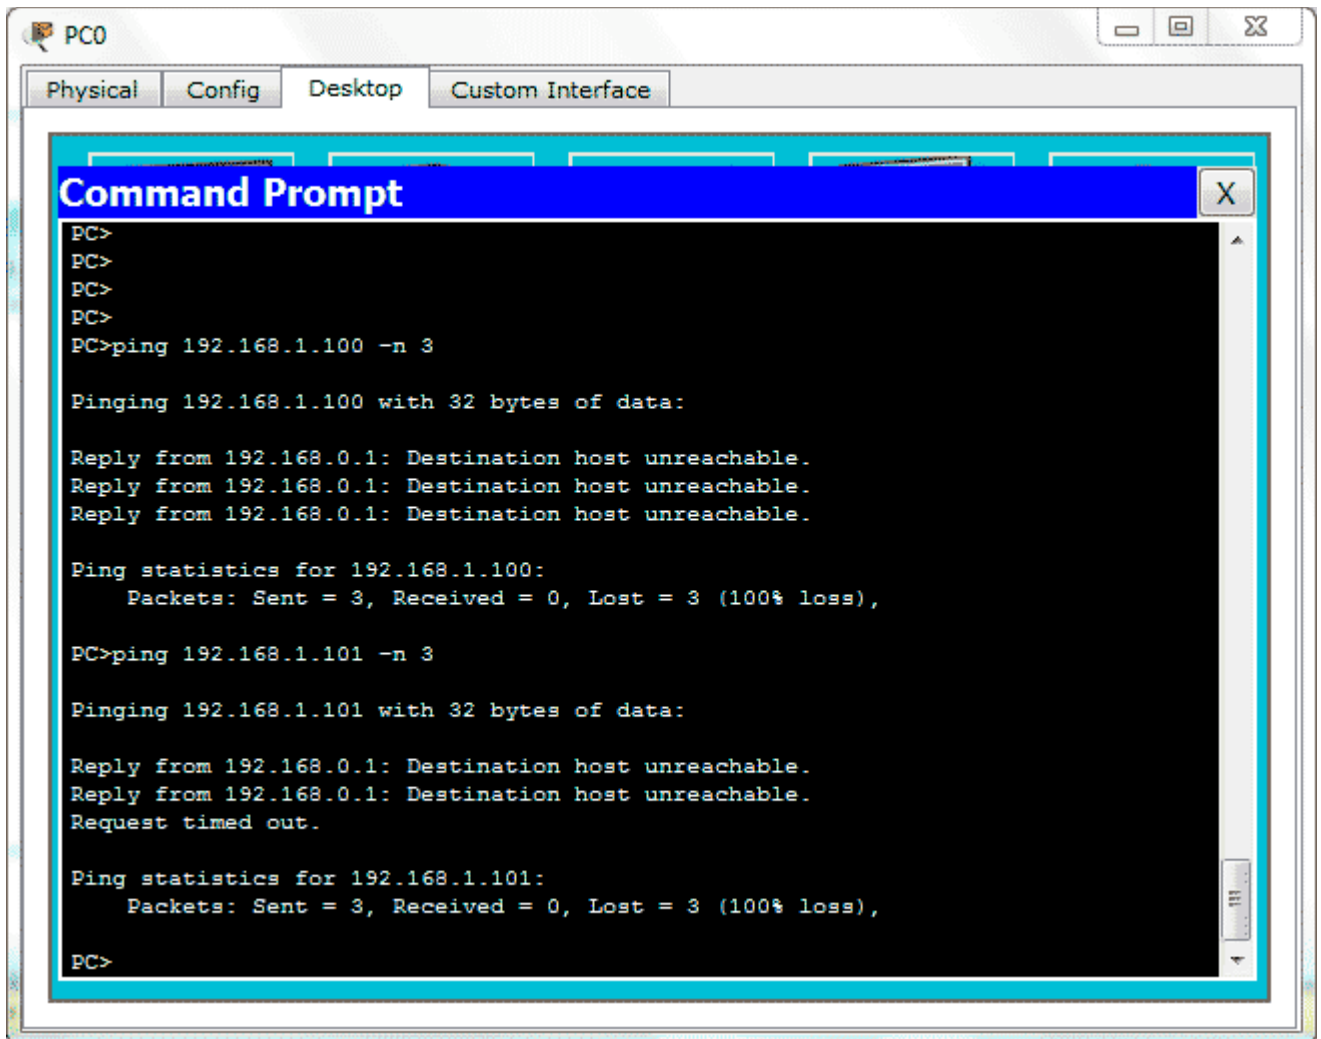 PC0
Physical Config Desktop Custom Interface
Command Prompt
X
PC>
PC>
PC>
PC>
PC>ping 192.168.1.100 -n 3
Pinging 192.168.1.100 with 32 bytes of data:
Reply from 192.168.0.1: Destination host unreachable.
Reply from 192.168.0.1: Destination host unreachable.
Reply from 192.168.0.1: Destination host unreachable.
Ping statistics for 192.168.1.100:
Packets: Sent = 3, Received = 0, Lost = 3 (100% loss),
PC>ping 192.168.1.101 -n 3
Pinging 192.168.1.101 with 32 bytes of data:
Reply from 192.168.0.1: Destination host unreachable.
Reply from 192.168.0.1: Destination host unreachable.
Request timed out.
Ping statistics for 192.168.1.101:
Packets: Sent = 3, Received = 0, Lost = 3 (100% loss),
PC>